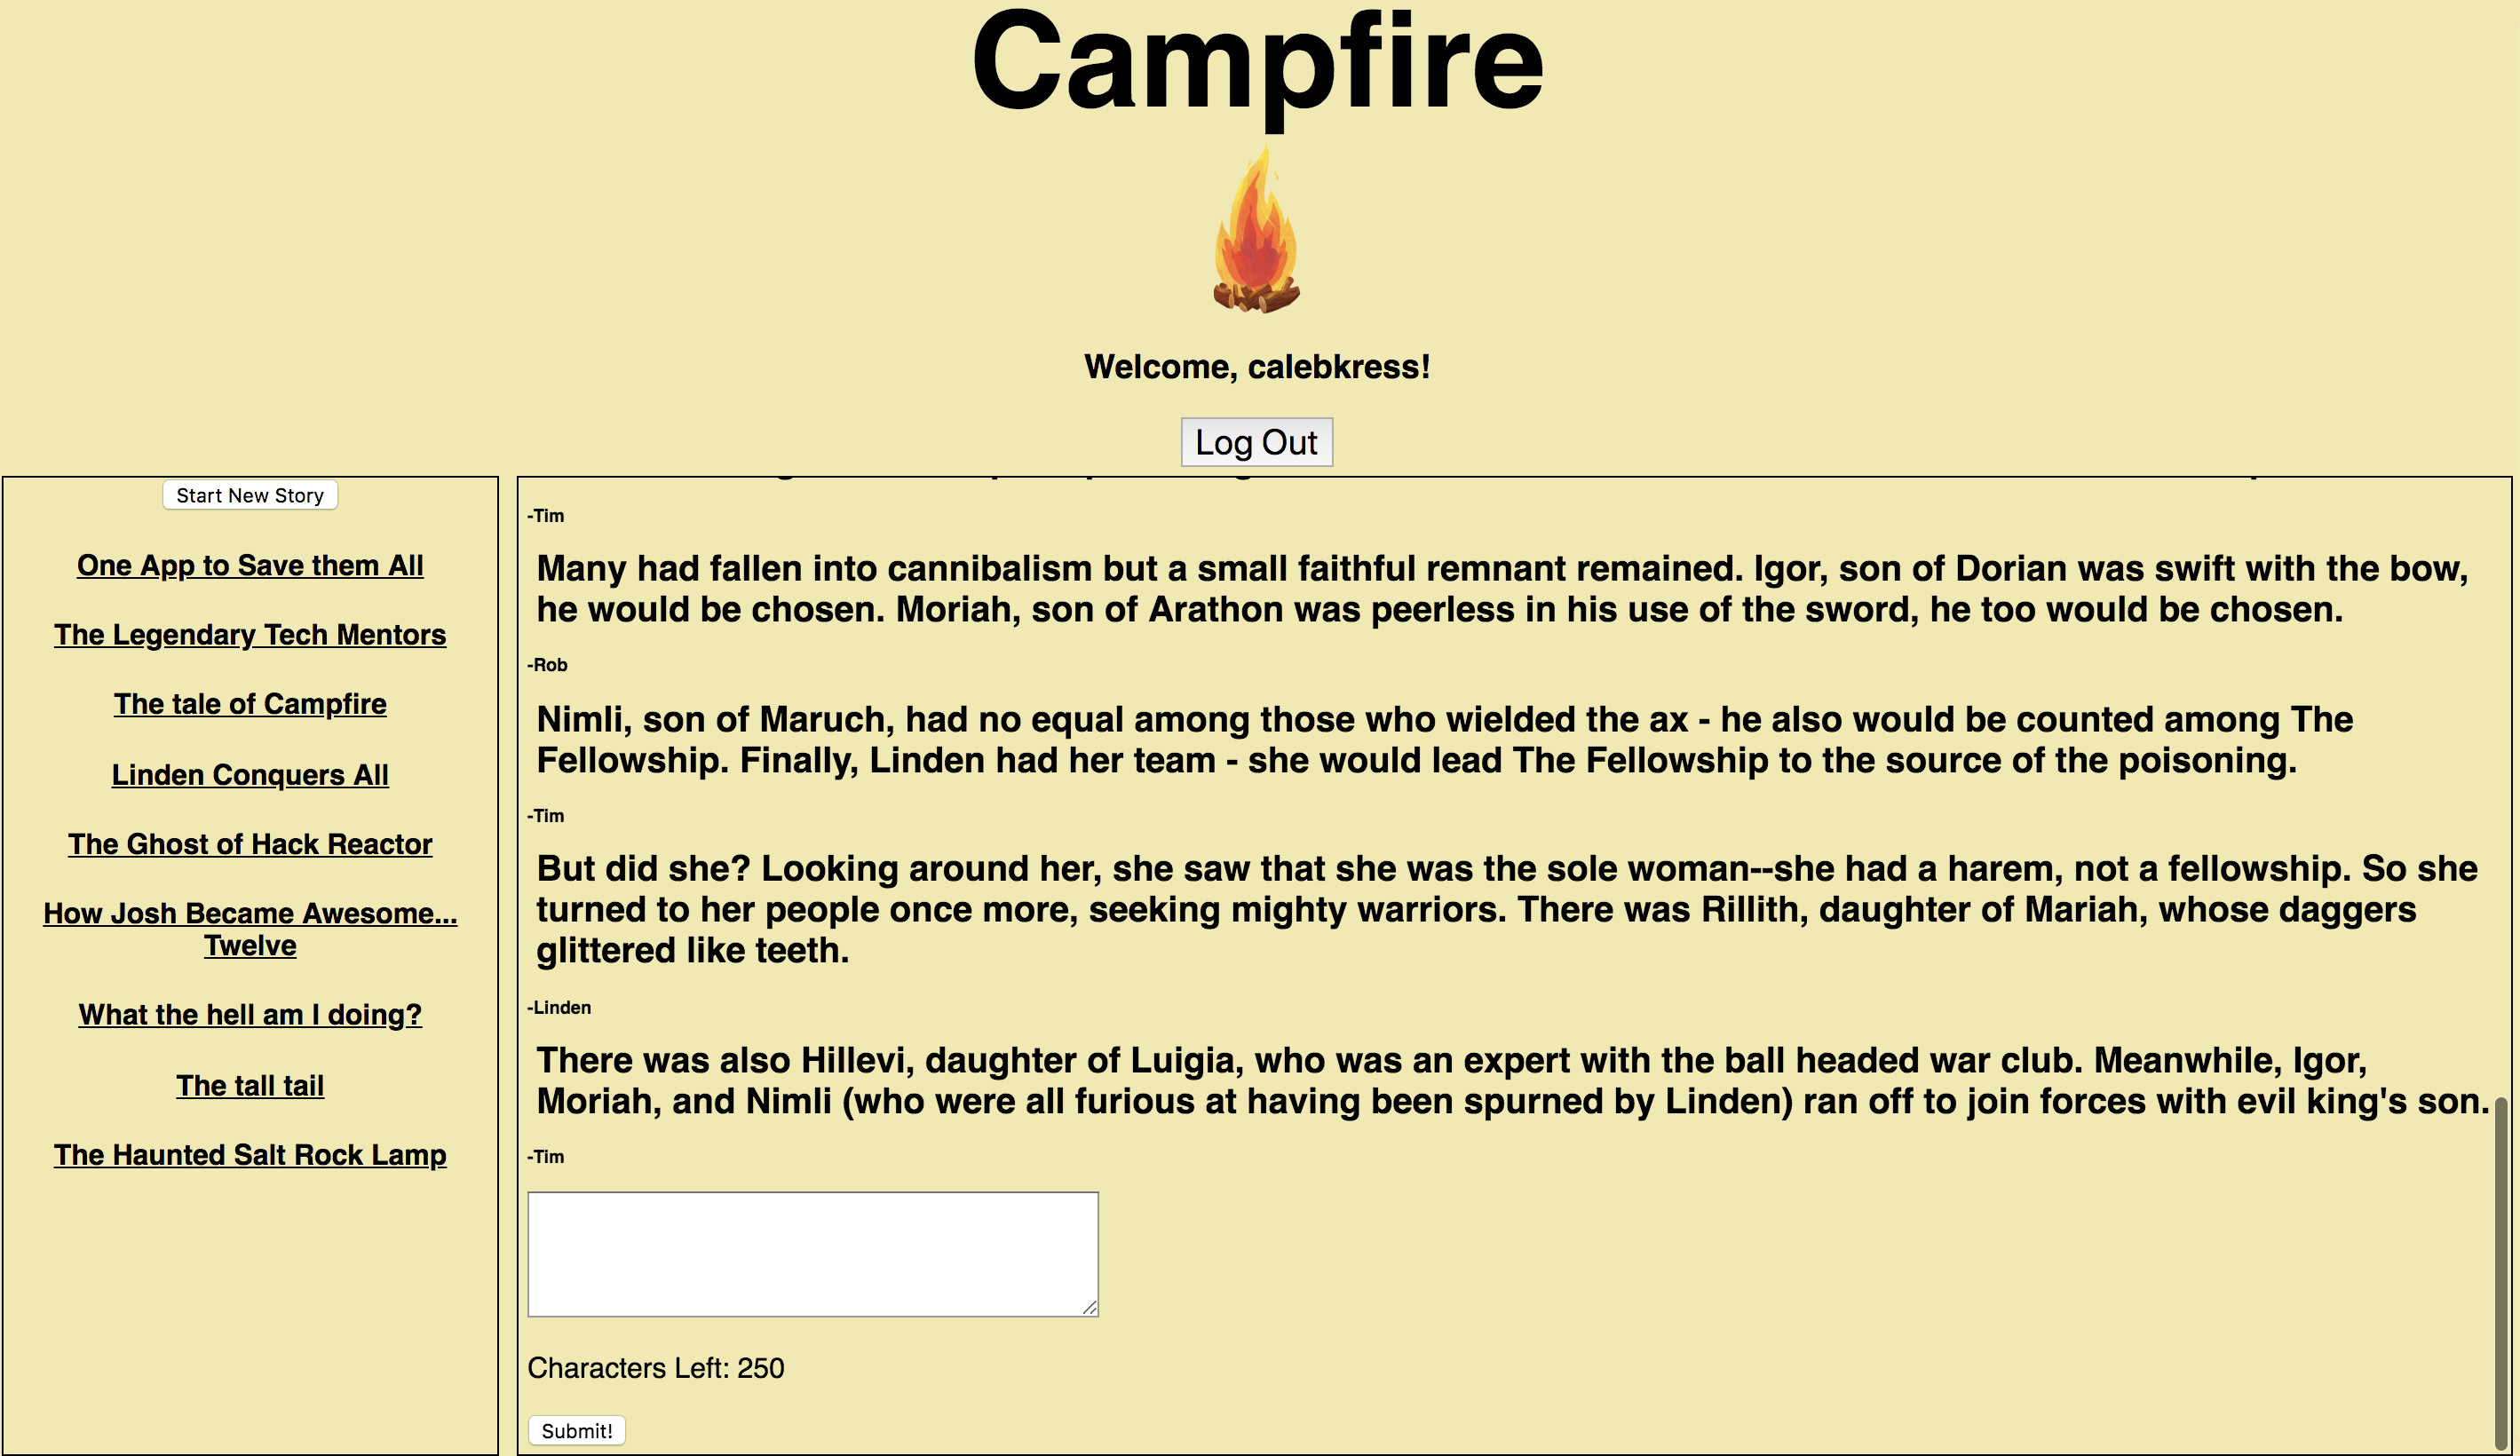 Campfire
Welcome, calebkress!
Log Out
Start New Story
One App to Save them All
The Legendary Tech Mentors
The tale of Campfire
Linden Conquers All
The Ghost of Hack Reactor
How Josh Became Awesome...
Twelve
What the hell am I doing?
The tall tail
The Haunted Salt Rock Lamp
-Tim
Many had fallen into cannibalism but a small faithful remnant remained. Igor, son of Dorian was swift with the bow,
he would be chosen. Moriah, son of Arathon was peerless in his use of the sword, he too would be chosen.
-Rob
Nimli, son of Maruch, had no equal among those who wielded the ax - he also would be counted among The
Fellowship. Finally, Linden had her team - she would lead The Fellowship to the source of the poisoning.
-Tim
But did she? Looking around her, she saw that she was the sole woman--she had a harem, not a fellowship. So she
turned to her people once more, seeking mighty warriors. There was Rillith, daughter of Mariah, whose daggers
glittered like teeth.
-Linden
There was also Hillevi, daughter of Luigia, who was an expert with the ball headed war club. Meanwhile, Igor,
Moriah, and Nimli (who were all furious at having been spurned by Linden) ran off to join forces with evil king's son.
-Tim
Characters Left: 250
Submit!